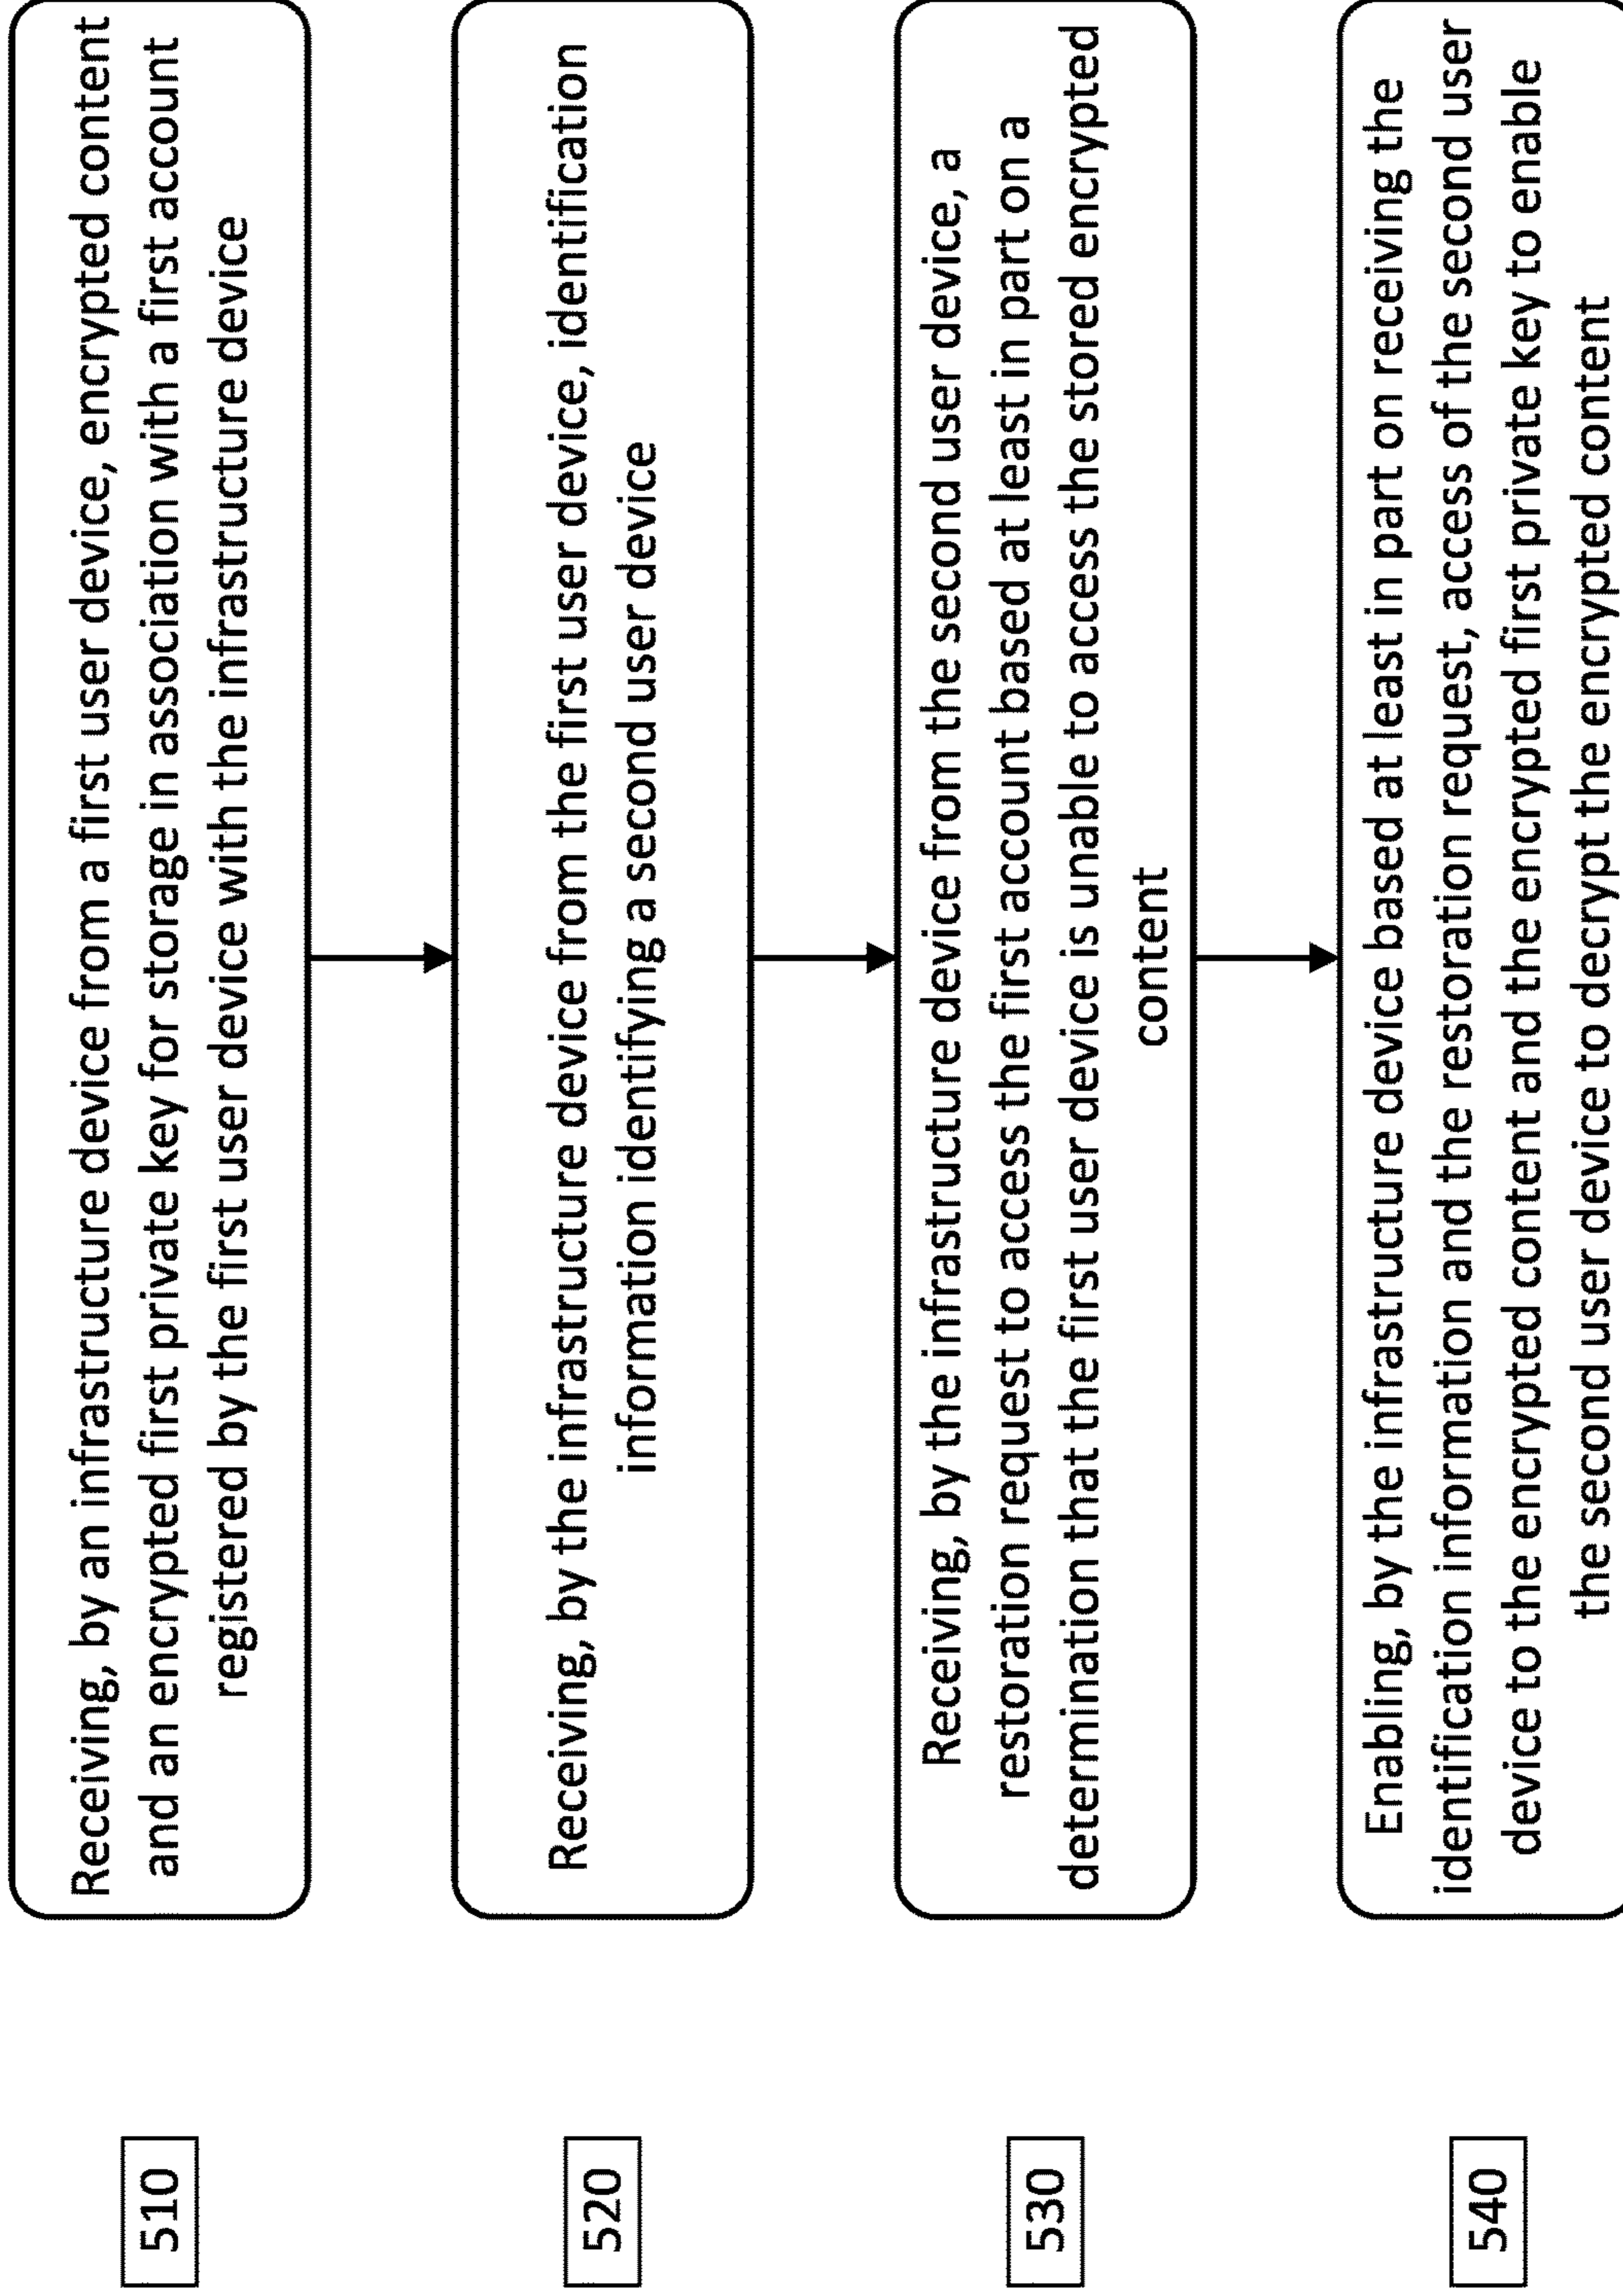 510
Receiving, by an infrastructure device from a first user device, encrypted content
and an encrypted first private key for storage in association with a first account
registered by the first user device with the infrastructure device
520
Receiving, by the infrastructure device from the first user device, identification
information identifying a second user device
530
Receiving, by the infrastructure device from the second user device, a
restoration request to access the first account based at least in part on a
determination that the first user device is unable to access the stored encrypted
content
540
Enabling, by the infrastructure device based at least in part on receiving the
identification information and the restoration request, access of the second user
device to the encrypted content and the encrypted first private key to enable
the second user device to decrypt the encrypted content